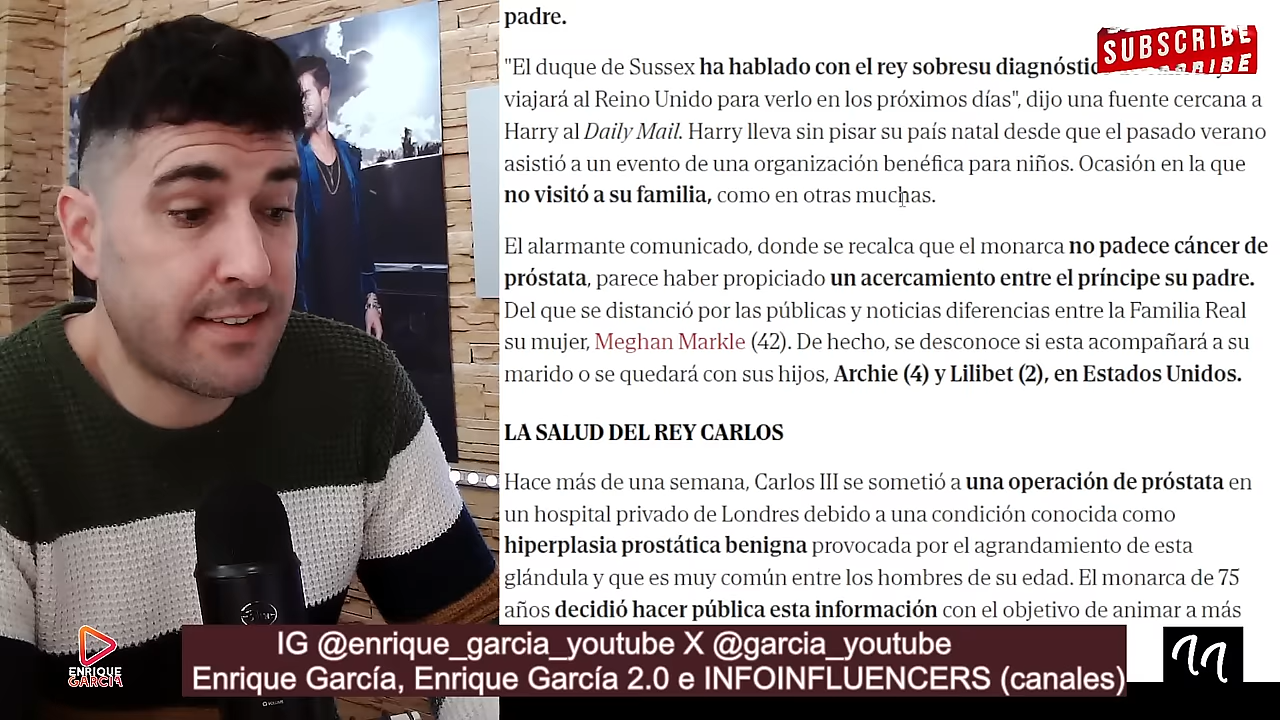 padre.
SUBSCRIBE
"El duque de Sussex ha hablado con el rey sobresu
viajará al Reino Unido para verlo en los próximos días", dijo una fuente cercana a
Harry al Daily Mail. Harry lleva sin pisar su país natal desde que el pasado verano
asistió a un evento de una organización benéfica para niños. Ocasión en la que
no visitó a su familia, como en otras muchas.
El alarmante comunicado, donde se recalca que el monarca no padece cáncer de
próstata, parece haber propiciado un acercamiento entre el príncipe su padre.
Del que se distanció por las públicas y noticias diferencias entre la Familia Real
su mujer, Meghan Markle (42). De hecho, se desconoce si esta acompañará a su
marido o se quedará con sus hijos, Archie (4) y Lilibet (2), en Estados Unidos.
LA SALUD DEL REY CARLOS
Hace más de una semana, Carlos III se sometió a una operación de próstata en
un hospital privado de Londres debido a una condición conocida como
hiperplasia prostática benigna provocada por el agrandamiento de esta
glándula y que es muy común entre los hombres de su edad. El monarca de 75
años decidió hacer pública esta información con el objetivo de animar a más
IG @enrique_garcia_youtube X @garcia_youtube
Enrique García, Enrique García 2.0 e INFOINFLUENCERS (canales)
ENRIQUE
GARCÍA